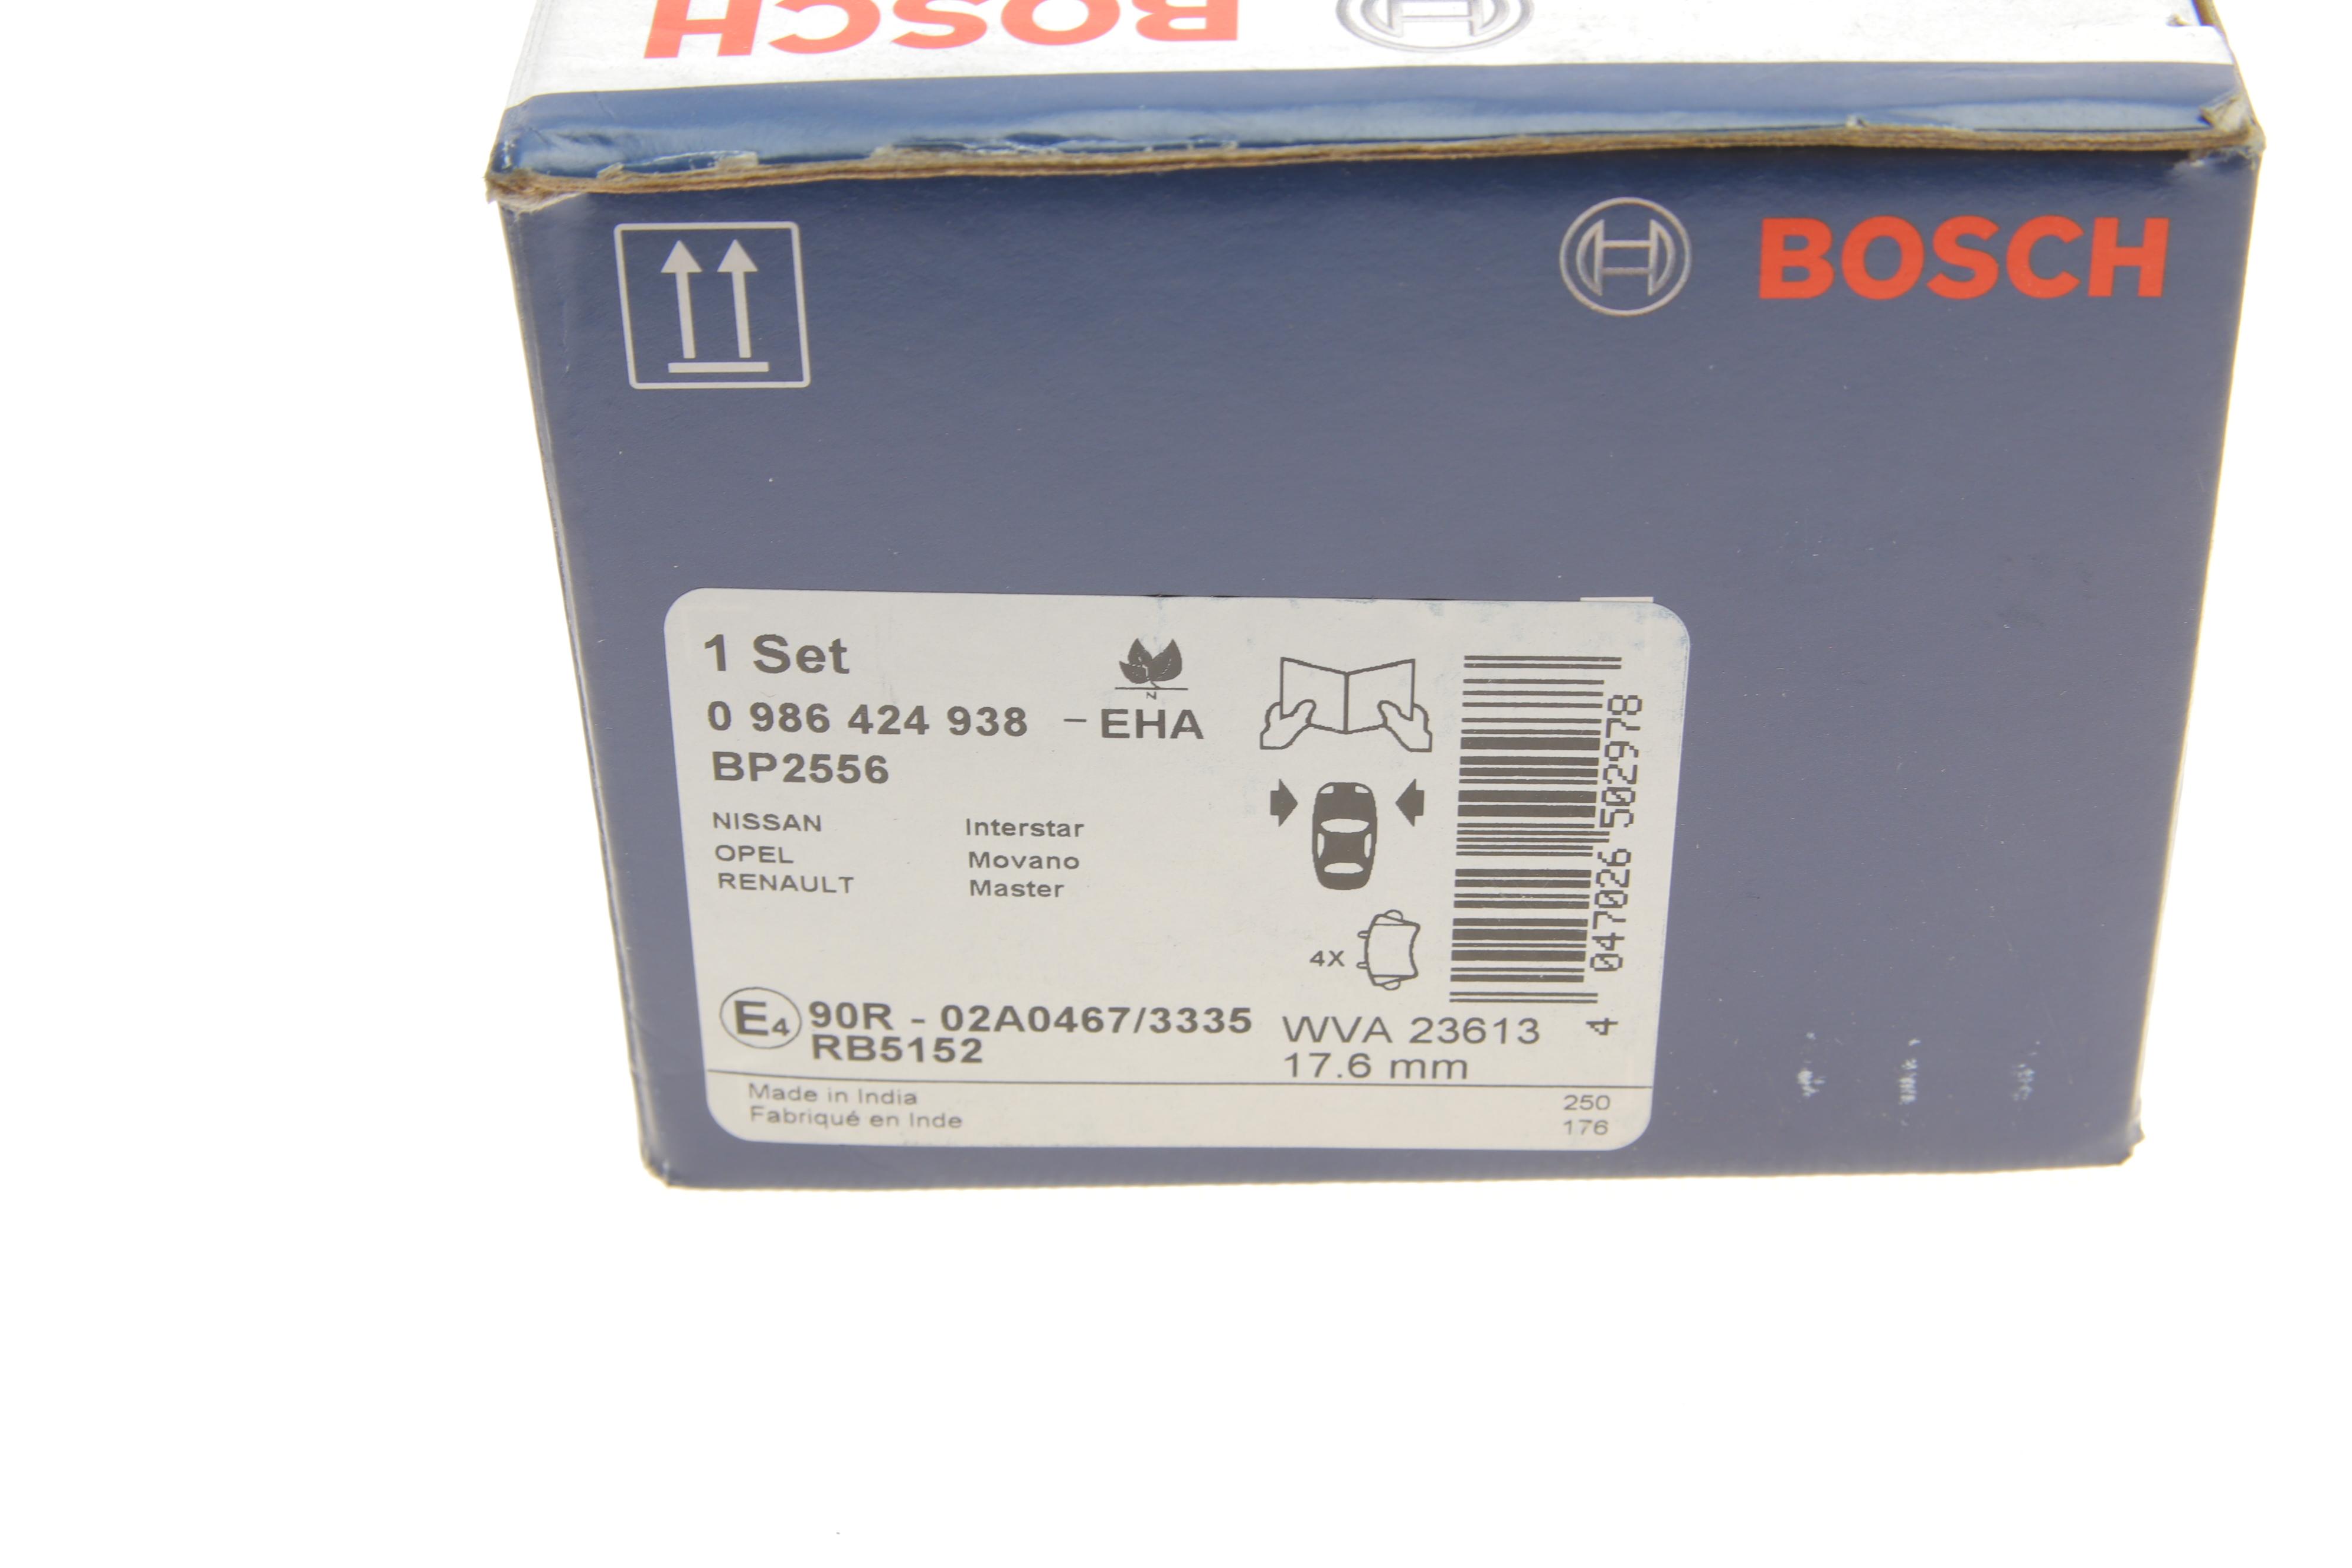 BOSCH
BOSCH
1 Set
0 986 424 938 - EHA
BP2556
NISSAN Interstar
OPEL Movano
RENAULT Master
4X
E4 90R - 02A0467/3335
RB5152
WVA 23613
17.6 mm
4 047026 502978
Made in India
Fabriqué en Inde
250
176